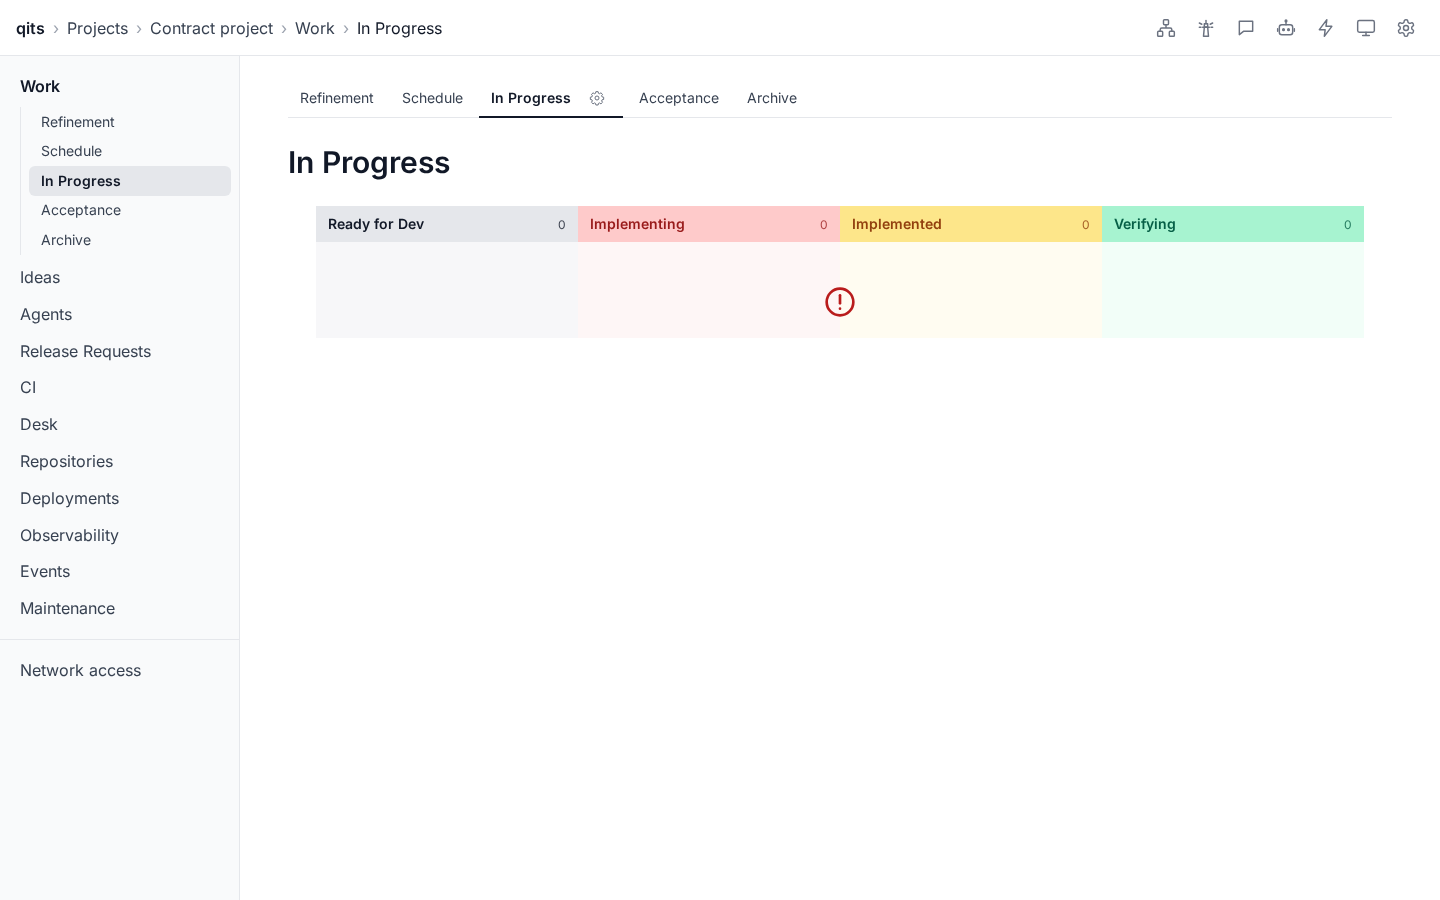 qits › Projects › Contract project › Work › In Progress
Work
Refinement
Schedule
In Progress
Acceptance
Archive
Ideas
Agents
Release Requests
CI
Desk
Repositories
Deployments
Observability
Events
Maintenance
Network access
Refinement Schedule In Progress Acceptance Archive
In Progress
Ready for Dev 0 Implementing 0 Implemented 0 Verifying 0